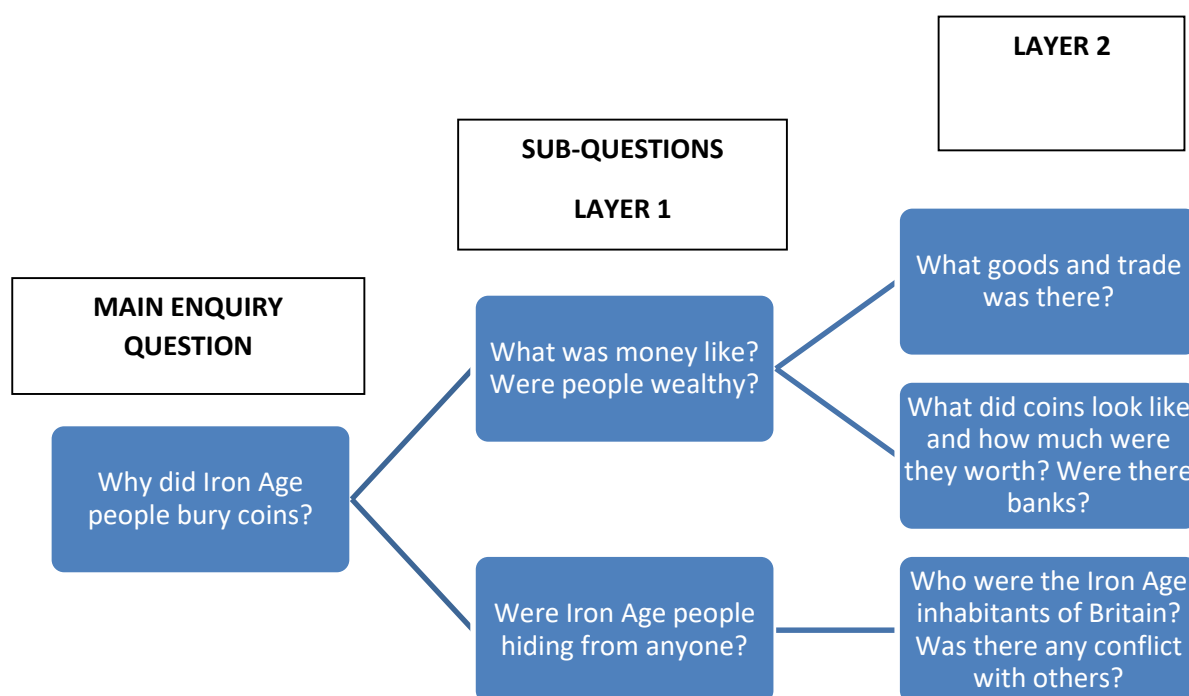 LAYER 2
SUB-QUESTIONS
LAYER 1
MAIN ENQUIRY
QUESTION
What goods and trade
was there?
What was money like?
Were people wealthy?
What did coins look like
and how much were
they worth? Were there
banks?
Why did Iron Age
people bury coins?
Were Iron Age people
hiding from anyone?
Who were the Iron Age
inhabitants of Britain?
Was there any conflict
with others?